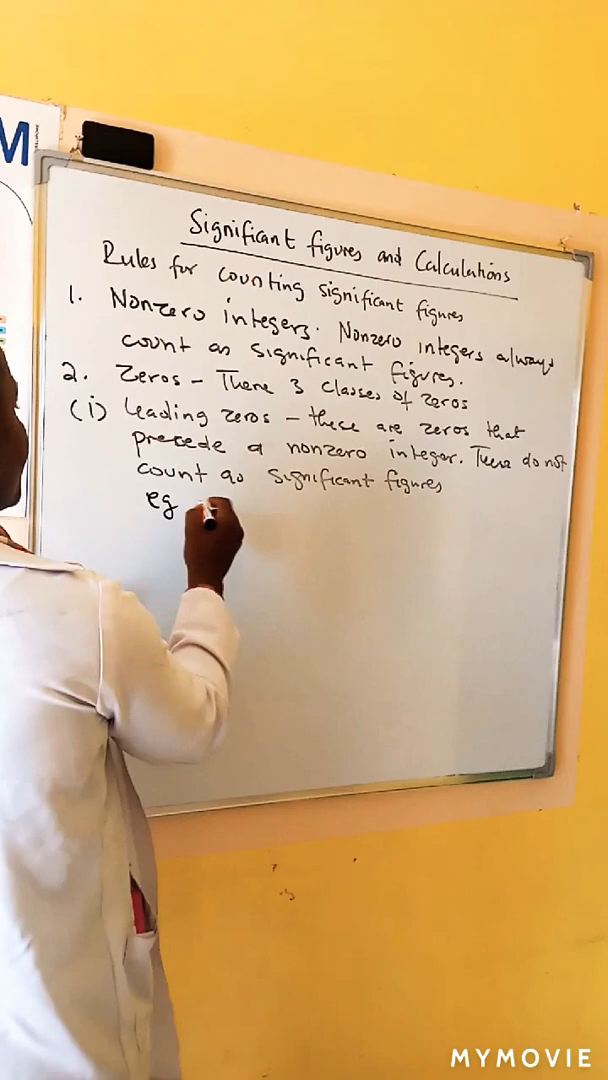 M
Significant figures and Calculations
Rules for counting significant figures
1. Nonzero integers. Nonzero integers always
count as significant figures.
2. Zeros - There 3 classes of zeros
(i) leading zeros - these are zeros that
precede a nonzero integer. These do not
count as significant figures
eg
MYMOVIE